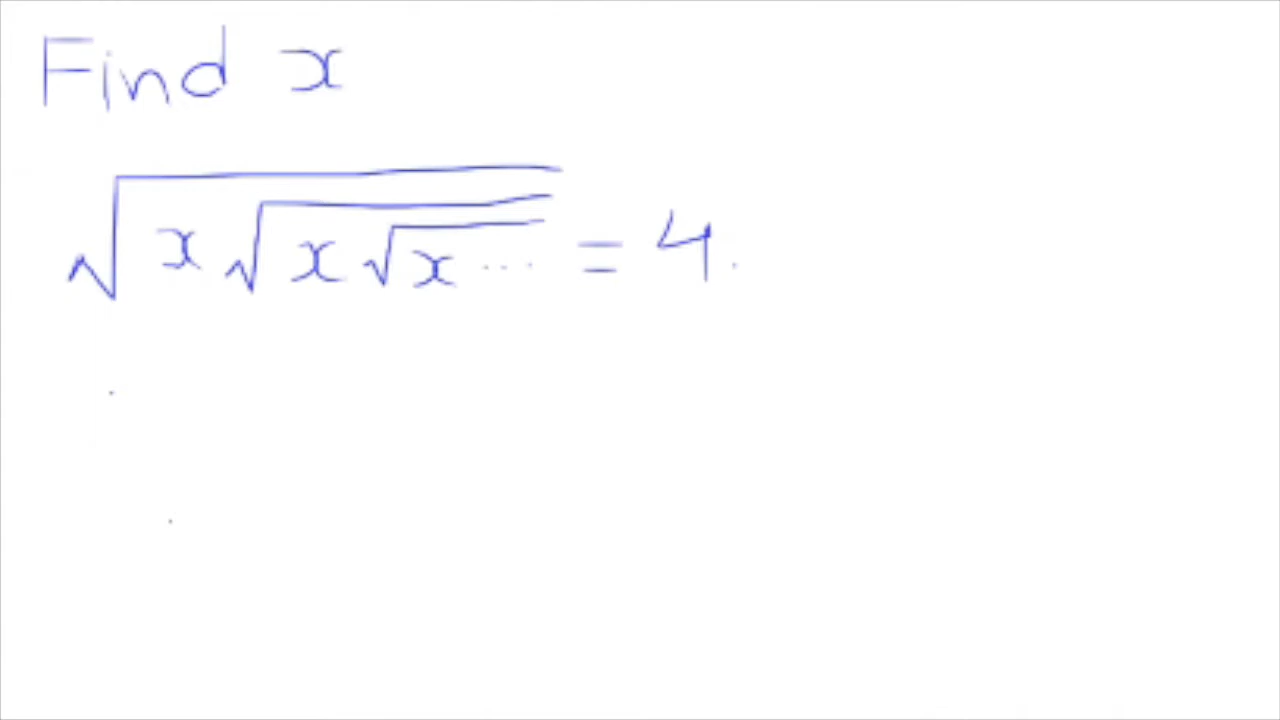 Find x
√(x√(x√(x ... = 4.